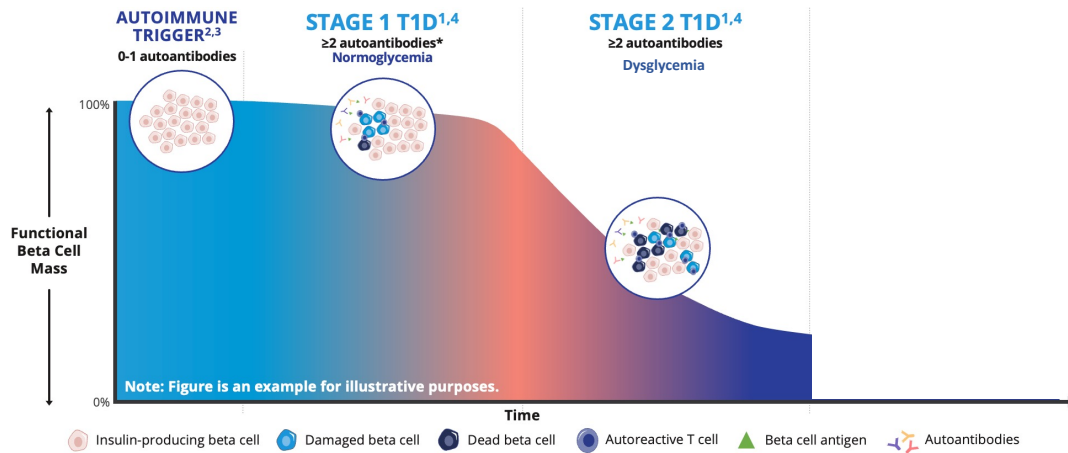 AUTOIMMUNE
TRIGGER2,3
0-1 autoantibodies
STAGE 1 T1D1,4
≥2 autoantibodies*
Normoglycemia
STAGE 2 T1D1,4
≥2 autoantibodies
Dysglycemia
100%
Functional
Beta Cell
Mass
0%
Note: Figure is an example for illustrative purposes.
Time
Insulin-producing beta cell
Damaged beta cell
Dead beta cell
Autoreactive T cell
Beta cell antigen
Autoantibodies